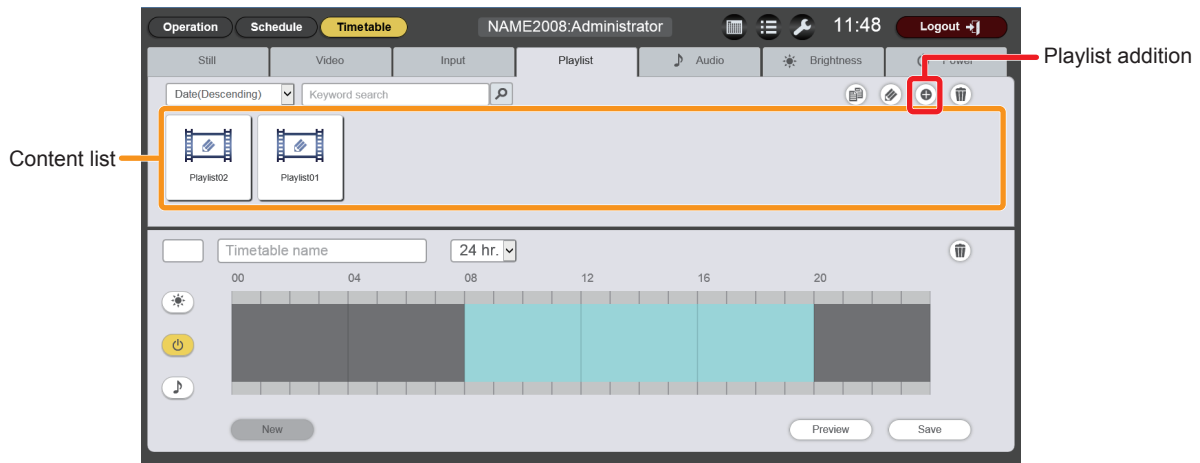 Operation Schedule Timetable NAME2008:Administrator 11:48 Logout
Playlist addition
Still Video Input Playlist Audio Brightness Power
Date(Descending) Keyword search
Content list
Playlist02 Playlist01
Timetable name 24 hr.
00 04 08 12 16 20
New Preview Save